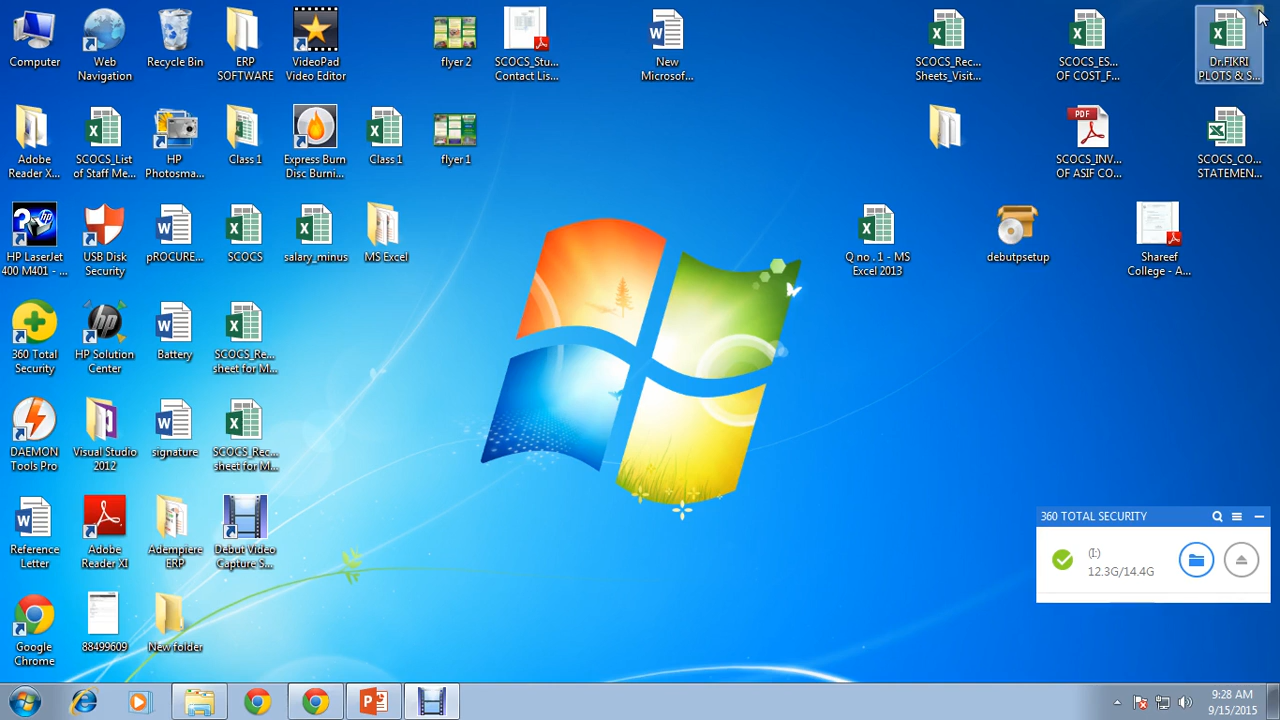 Computer
Web
Navigation
Recycle Bin
ERP
SOFTWARE
VideoPad
Video Editor
flyer 2
SCOCS_Stu...
Contact Lis...
New
Microsof...
SCOCS_Rec...
Sheets_Visit...
SCOCS_ES...
OF COST_F...
Dr.FIKRI
PLOTS & S...
Adobe
Reader X...
SCOCS_List
of Staff Me...
HP
Photosma...
Class 1
Express Burn
Disc Burni...
Class 1
flyer 1
PDF
SCOCS_INV...
OF ASIF CO...
SCOCS_CO...
STATEMEN...
HP LaserJet
400 M401 - ...
USB Disk
Security
pROCURE...
SCOCS
salary_minus
MS Excel
Q no . 1 - MS
Excel 2013
debutpsetup
Shareef
College - A...
360 Total
Security
HP Solution
Center
Battery
SCOCS_Re...
sheet for M...
DAEMON
Tools Pro
Visual Studio
2012
signature
SCOCS_Rec...
sheet for M...
Reference
Letter
Adobe
Reader XI
Adempiere
ERP
Debut Video
Capture S...
360 TOTAL SECURITY
(I:)
12.3G/14.4G
Google
Chrome
88499609
New folder
9:28 AM
9/15/2015